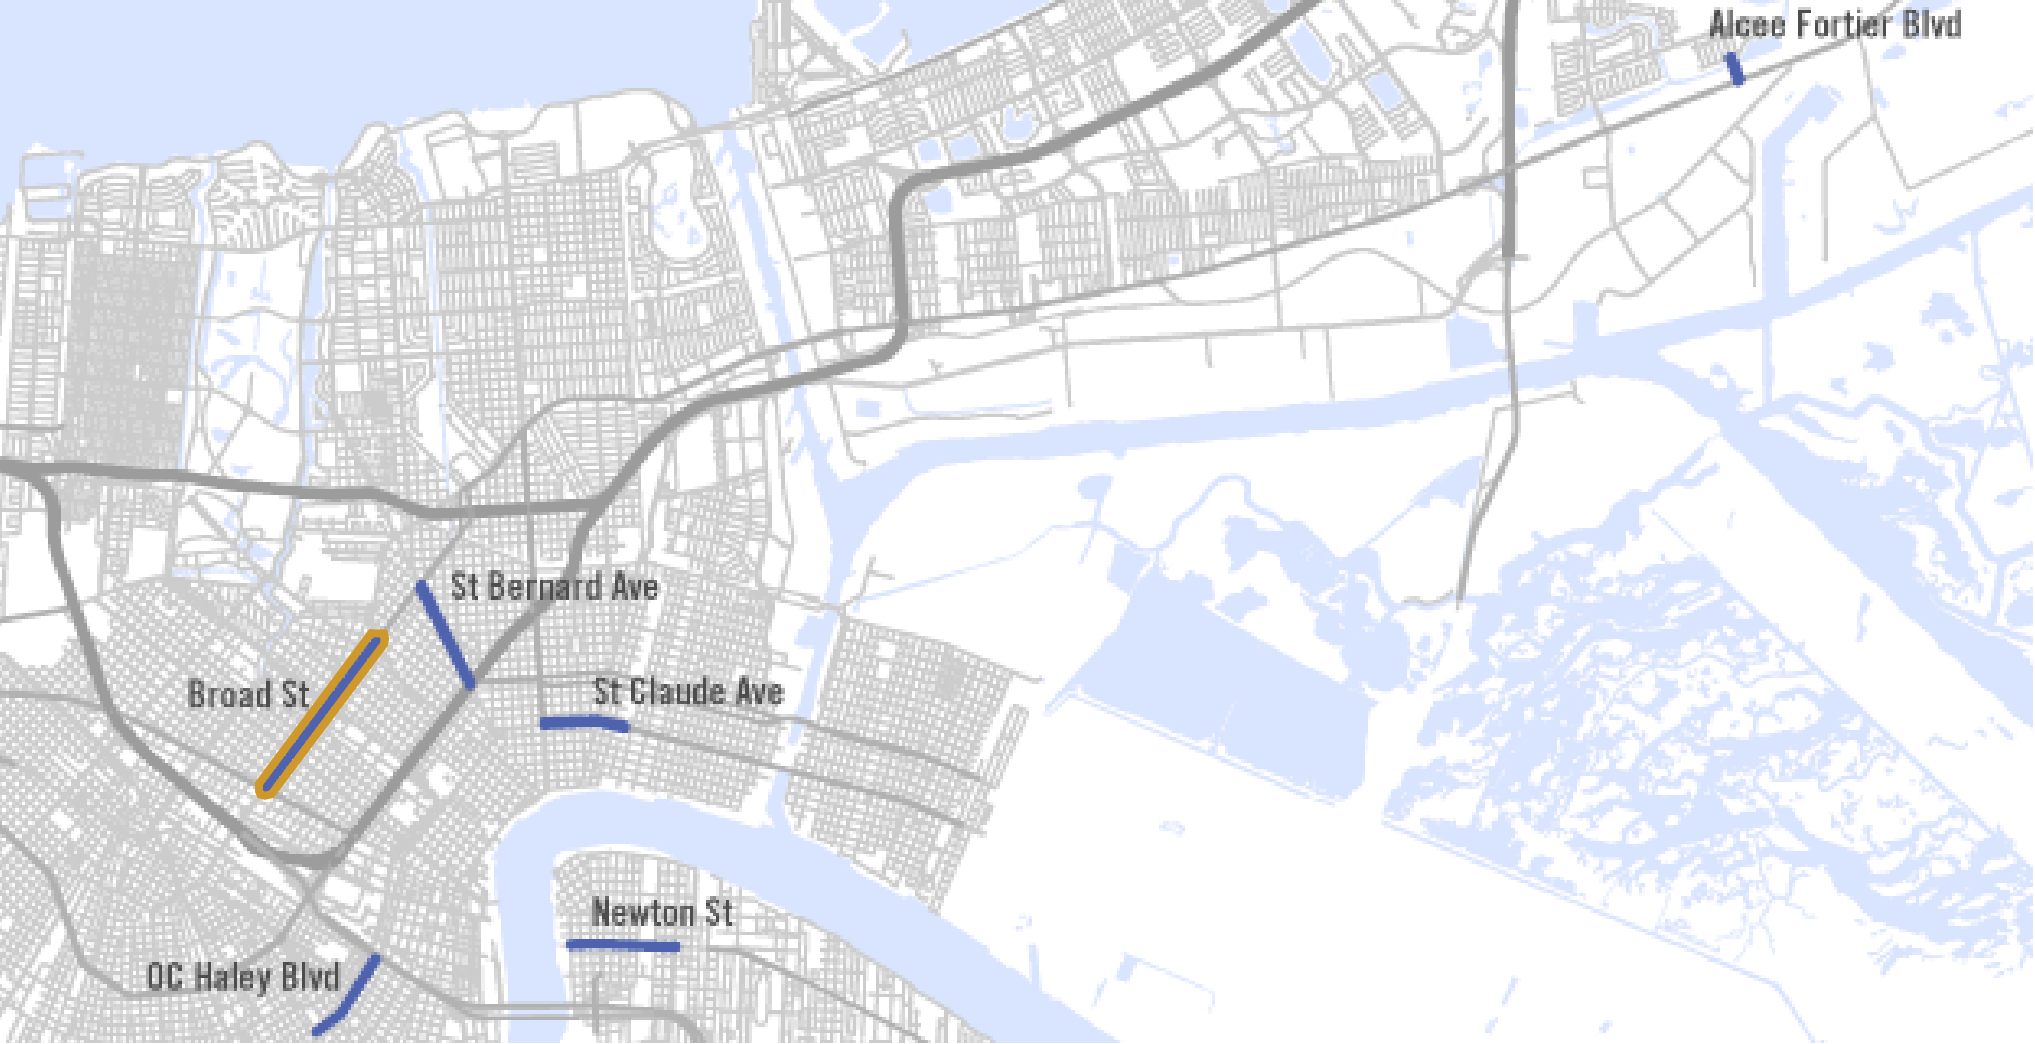 Alcee Fortier Blvd
St Bernard Ave
Broad St
St Claude Ave
Newton St
OC Haley Blvd